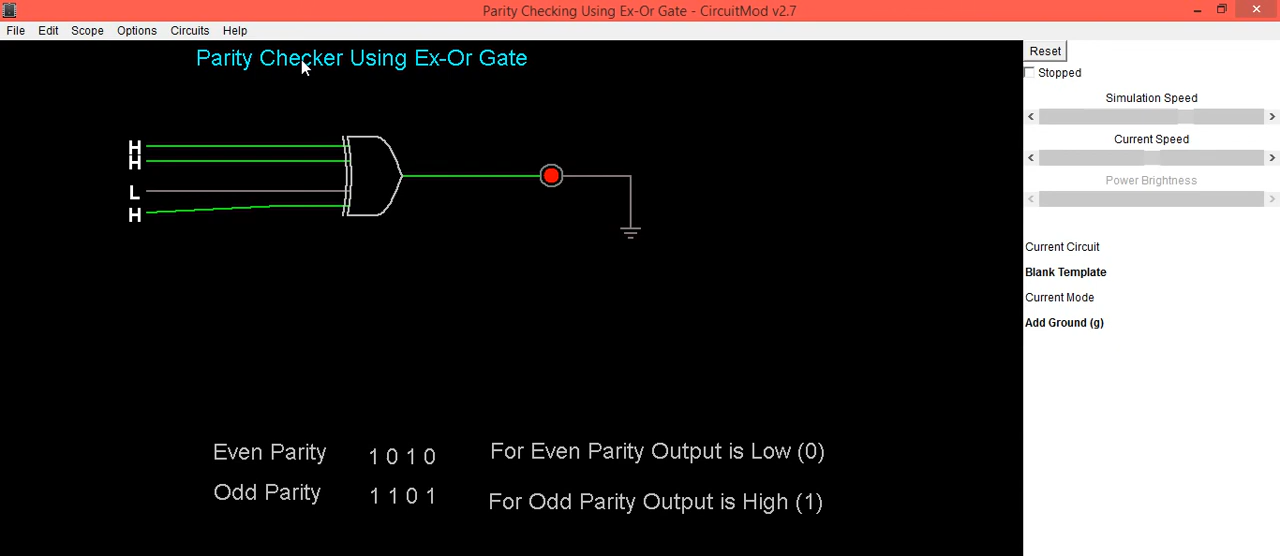 Parity Checking Using Ex-Or Gate - CircuitMod v2.7
File Edit Scope Options Circuits Help
Parity Checker Using Ex-Or Gate
Reset
Stopped
Simulation Speed
Current Speed
Power Brightness
Current Circuit
Blank Template
Current Mode
Add Ground (g)
H
H
L
H
Even Parity 1 0 1 0 For Even Parity Output is Low (0)
Odd Parity 1 1 0 1 For Odd Parity Output is High (1)